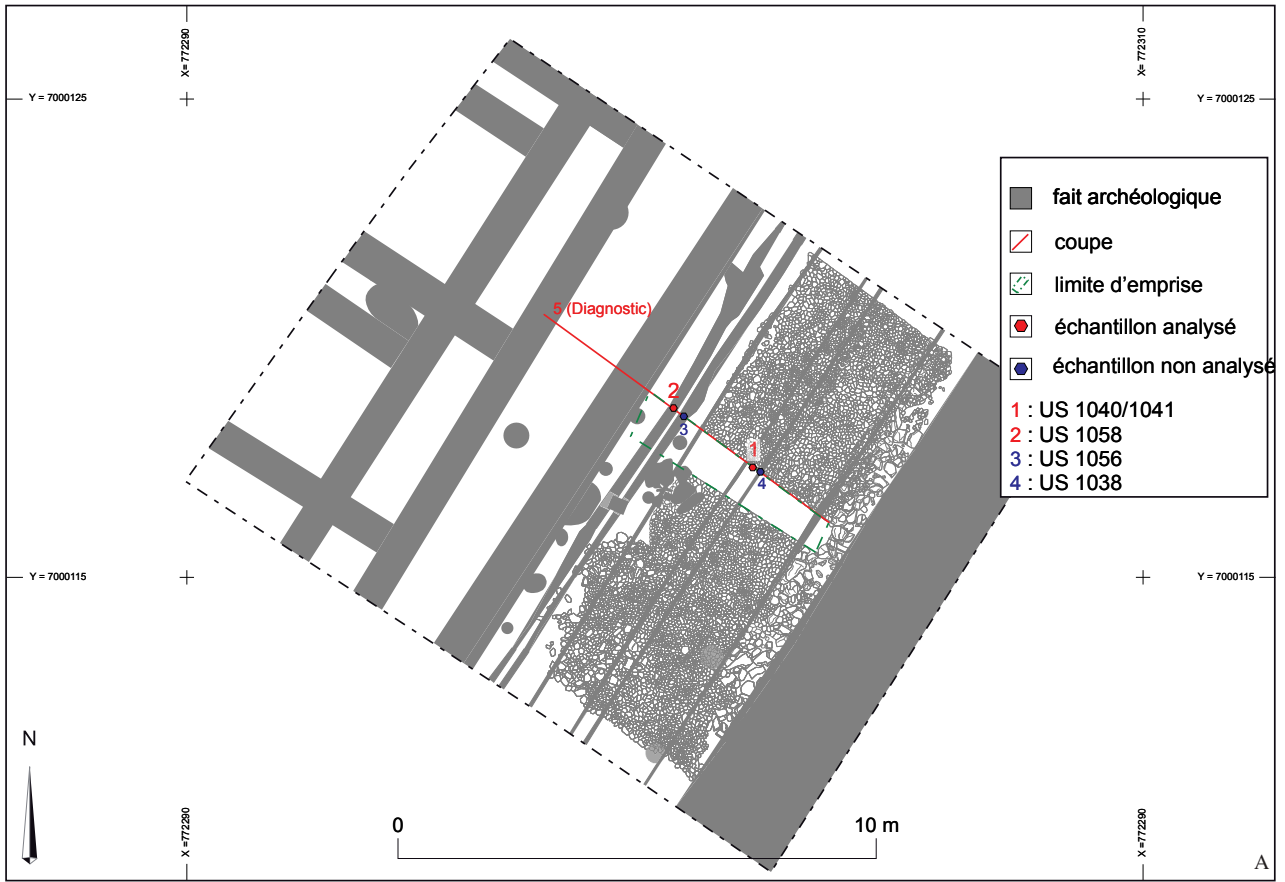 X= 772290
X= 772310
Y = 7000125
Y = 7000125
fait archéologique
coupe
limite d'emprise
échantillon analysé
échantillon non analysé
1 : US 1040/1041
2 : US 1058
3 : US 1056
4 : US 1038
5 (Diagnostic)
2
3
1
4
Y = 7000115
Y = 7000115
N
0
10 m
X =772290
X =772290
A